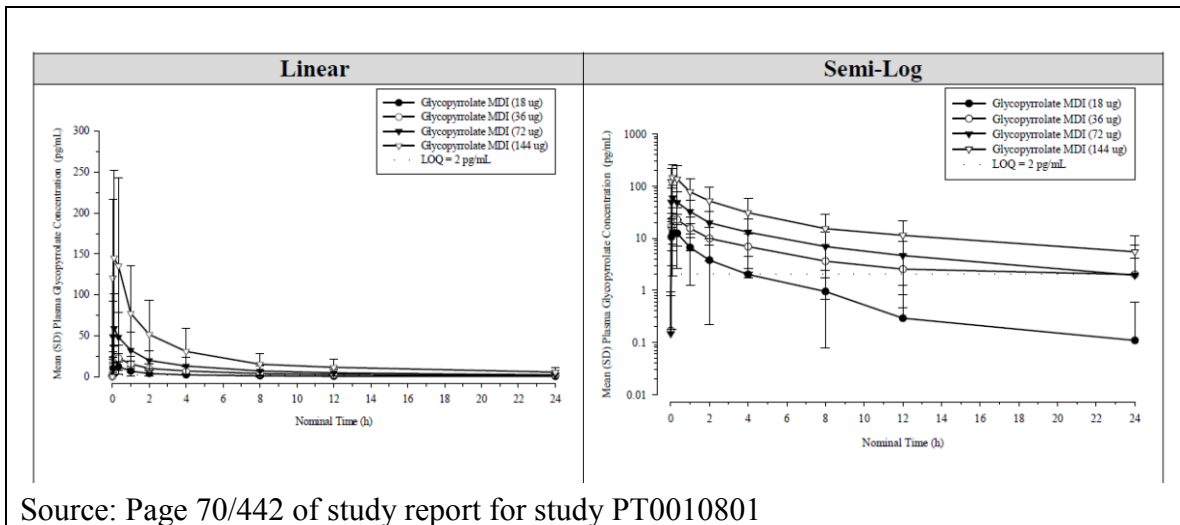 Linear
Glycopyrrolate MDI (18 ug)
Glycopyrrolate MDI (36 ug)
Glycopyrrolate MDI (72 ug)
Glycopyrrolate MDI (144 ug)
LOQ = 2 pg/mL
Mean (SD) Plasma Glycopyrrolate Concentration (pg/mL)
300
250
200
150
100
50
0
0 2 4 6 8 10 12 14 16 18 20 22 24
Nominal Time (h)
Semi-Log
Glycopyrrolate MDI (18 ug)
Glycopyrrolate MDI (36 ug)
Glycopyrrolate MDI (72 ug)
Glycopyrrolate MDI (144 ug)
LOQ = 2 pg/mL
Mean (SD) Plasma Glycopyrrolate Concentration (pg/mL)
1000
100
10
1
0.1
0.01
0 2 4 6 8 10 12 14 16 18 20 22 24
Nominal Time (h)
Source: Page 70/442 of study report for study PT0010801